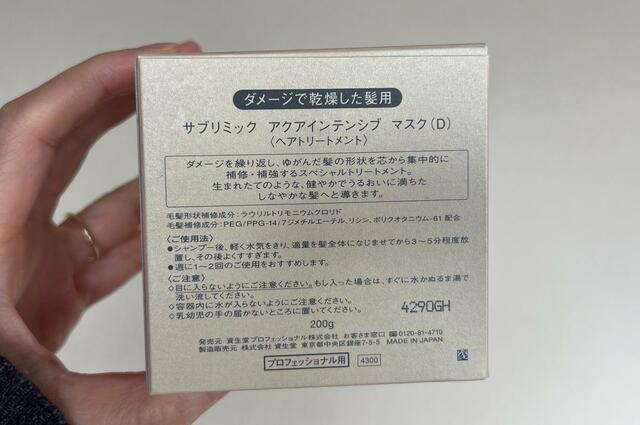 ダメージで乾燥した髪用
サブリミック アクアインテンシブ マスク(D)
〈ヘアトリートメント〉
ダメージを繰り返し、ゆがんだ髪の形状を芯から集中的に
補修・補強するスペシャルトリートメント。
生まれたてのような、健やかでうるおいに満ちた
しなやかな髪へと導きます。
毛髪形状補修成分：ラウリルトリモニウムクロリド
毛髪補修成分：PEG/PPG-14/7ジメチルエーテル、リシン、ポリクオタニウム-61 配合
〈ご使用法〉
●シャンプー後、軽く水気をきり、適量を髪全体になじませてから3〜5分程度放
置し、その後よくすすぎます。
●週に1〜2回のご使用をおすすめします。
〈ご注意〉
◇目に入らないようにご注意ください。もし入った場合は、すぐに水かぬるま湯で
洗い流してください。
◇容器内に水が入らないようにご注意ください。
◇乳幼児の手の届かないところに置いてください。
4290GH
200g
発売元 資生堂プロフェッショナル株式会社 お客さま窓口 0120-81-4710
製造販売元 株式会社 資生堂 東京都中央区銀座7-5-5 MADE IN JAPAN
プロフェッショナル用 4300